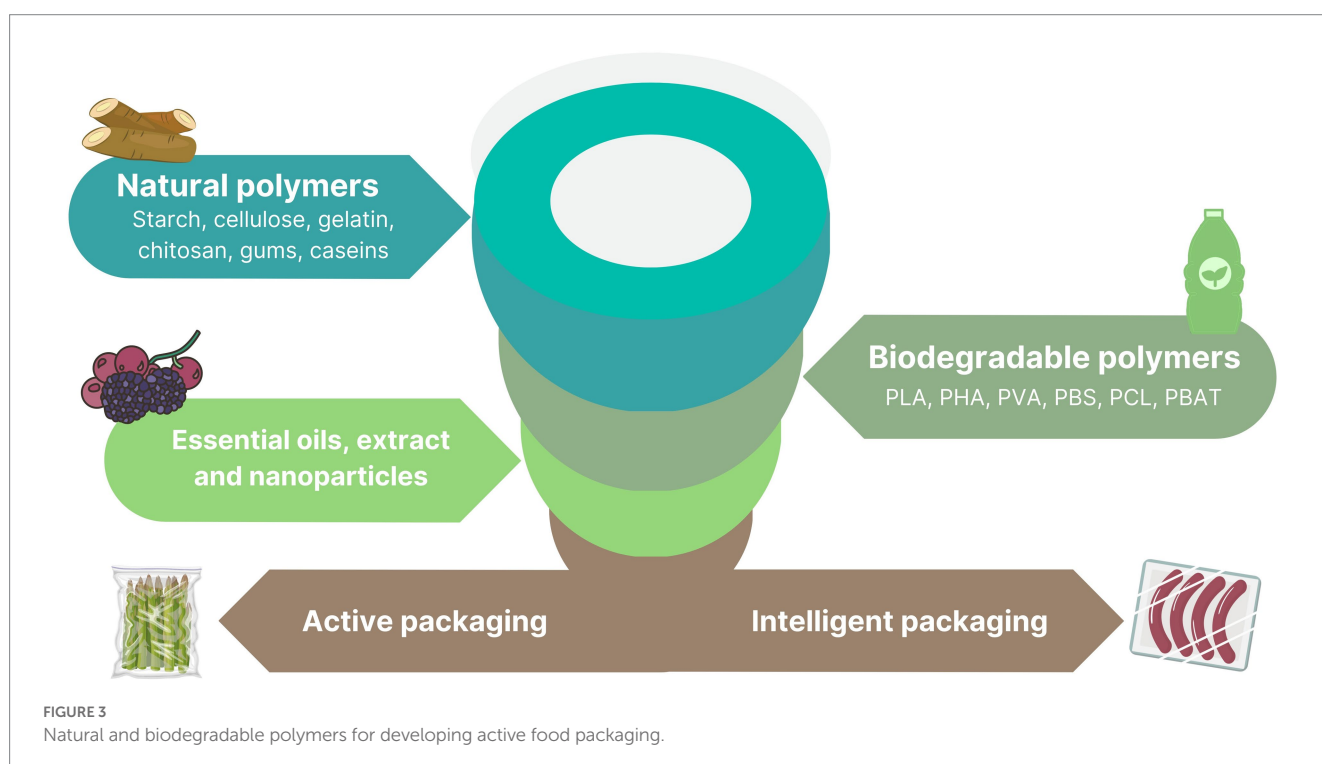 Natural polymers
Starch, cellulose, gelatin,
chitosan, gums, caseins
Biodegradable polymers
PLA, PHA, PVA, PBS, PCL, PBAT
Essential oils, extract
and nanoparticles
Active packaging
Intelligent packaging
FIGURE 3
Natural and biodegradable polymers for developing active food packaging.